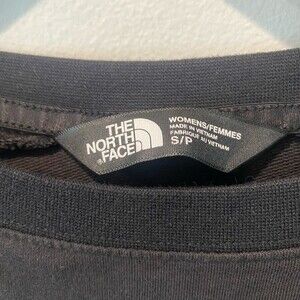 THE
NORTH
FACE
WOMENS/FEMMES
MADE IN VIETNAM
FABRIQUÉ AU VIETNAM
S/P